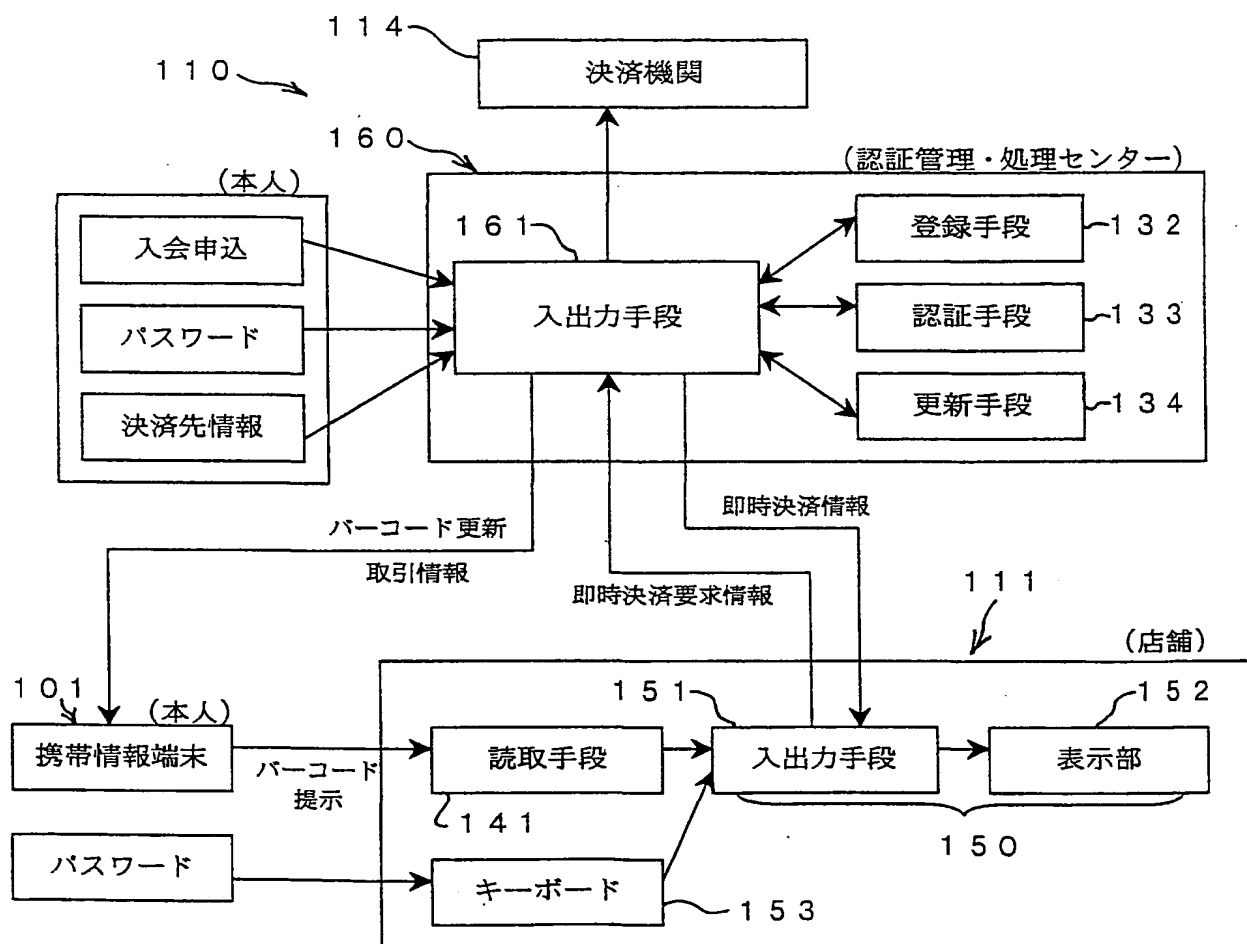 １１４
決済機関
１１０
１６０
(認証管理・処理センター)
(本人)
入会申込
パスワード
決済先情報
１６１
入出力手段
登録手段
１３２
認証手段
１３３
更新手段
１３４
バーコード更新
取引情報
即時決済情報
即時決済要求情報
１１１
(店舗)
１０１
(本人)
携帯情報端末
バーコード
提示
読取手段
１４１
１５１
入出力手段
１５２
表示部
１５０
パスワード
キーボード
１５３